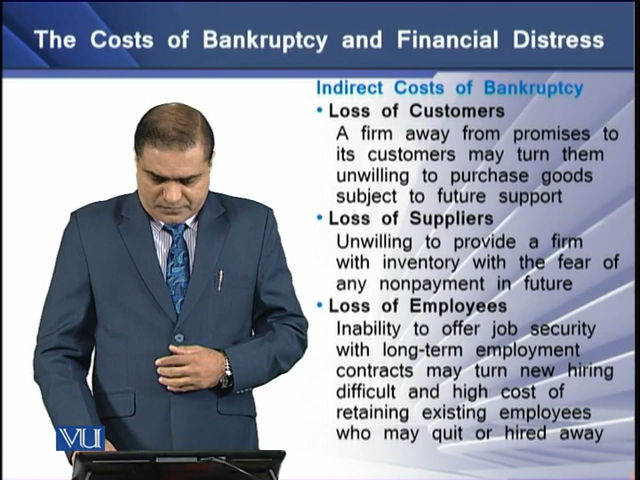 The Costs of Bankruptcy and Financial Distress
Indirect Costs of Bankruptcy
• Loss of Customers
A firm away from promises to
its customers may turn them
unwilling to purchase goods
subject to future support
• Loss of Suppliers
Unwilling to provide a firm
with inventory with the fear of
any nonpayment in future
• Loss of Employees
Inability to offer job security
with long-term employment
contracts may turn new hiring
difficult and high cost of
retaining existing employees
who may quit or hired away
VU